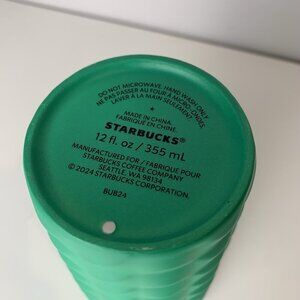 DO NOT MICROWAVE. HAND WASH ONLY
NE PAS PASSER AU FOUR À MICRO-ONDES.
LAVER À LA MAIN SEULEMENT.
MADE IN CHINA.
FABRIQUÉ EN CHINE.
STARBUCKS®
12 fl. oz / 355 mL
MANUFACTURED FOR / FABRIQUÉ POUR
STARBUCKS COFFEE COMPANY
SEATTLE, WA 98134
©2024 STARBUCKS CORPORATION.
BUB24